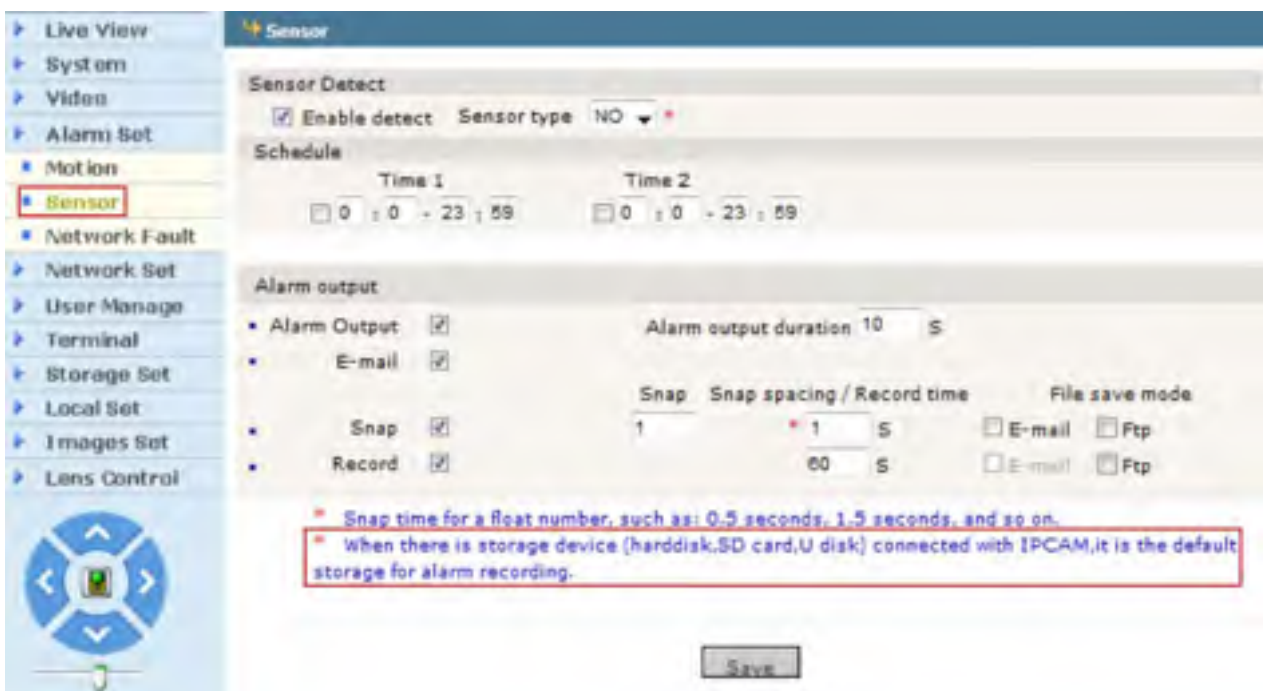 Live View
System
Video
Alarm Set
Motion
Sensor
Network Fault
Network Set
User Manage
Terminal
Storage Set
Local Set
Images Set
Lens Control
Sensor
Sensor Detect
Enable detect Sensor type NO *
Schedule
Time 1 Time 2
0 : 0 - 23 : 59 0 : 0 - 23 : 59
Alarm output
Alarm Output Alarm output duration 10 S
E-mail
Snap Snap spacing / Record time File save mode
Snap 1 * 1 S E-mail Ftp
Record 60 S E-mail Ftp
* Snap time for a float number, such as: 0.5 seconds, 1.5 seconds, and so on.
* When there is storage device (harddisk,SD card,U disk) connected with IPCAM,it is the default
storage for alarm recording.
Save